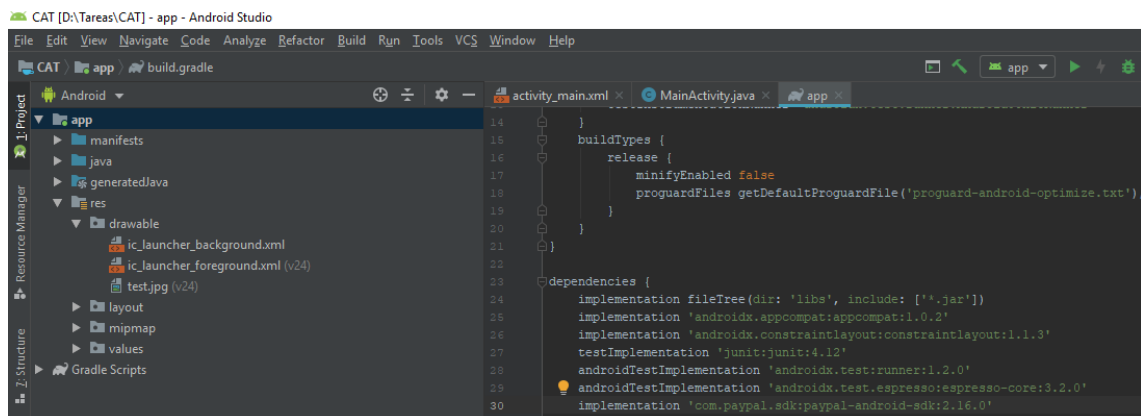 CAT [D:\Tareas\CAT] - app - Android Studio
File Edit View Navigate Code Analyze Refactor Build Run Tools VCS Window Help
CAT app build.gradle
app
1: Project
Resource Manager
Z: Structure
Android
app
manifests
java
generatedJava
res
drawable
ic_launcher_background.xml
ic_launcher_foreground.xml (v24)
test.jpg (v24)
layout
mipmap
values
Gradle Scripts
activity_main.xml MainActivity.java app
14 }
15 buildTypes {
16 release {
17 minifyEnabled false
18 proguardFiles getDefaultProguardFile('proguard-android-optimize.txt')
19 }
20 }
21 }
22
23 dependencies {
24 implementation fileTree(dir: 'libs', include: ['*.jar'])
25 implementation 'androidx.appcompat:appcompat:1.0.2'
26 implementation 'androidx.constraintlayout:constraintlayout:1.1.3'
27 testImplementation 'junit:junit:4.12'
28 androidTestImplementation 'androidx.test:runner:1.2.0'
29 androidTestImplementation 'androidx.test.espresso:espresso-core:3.2.0'
30 implementation 'com.paypal.sdk:paypal-android-sdk:2.16.0'